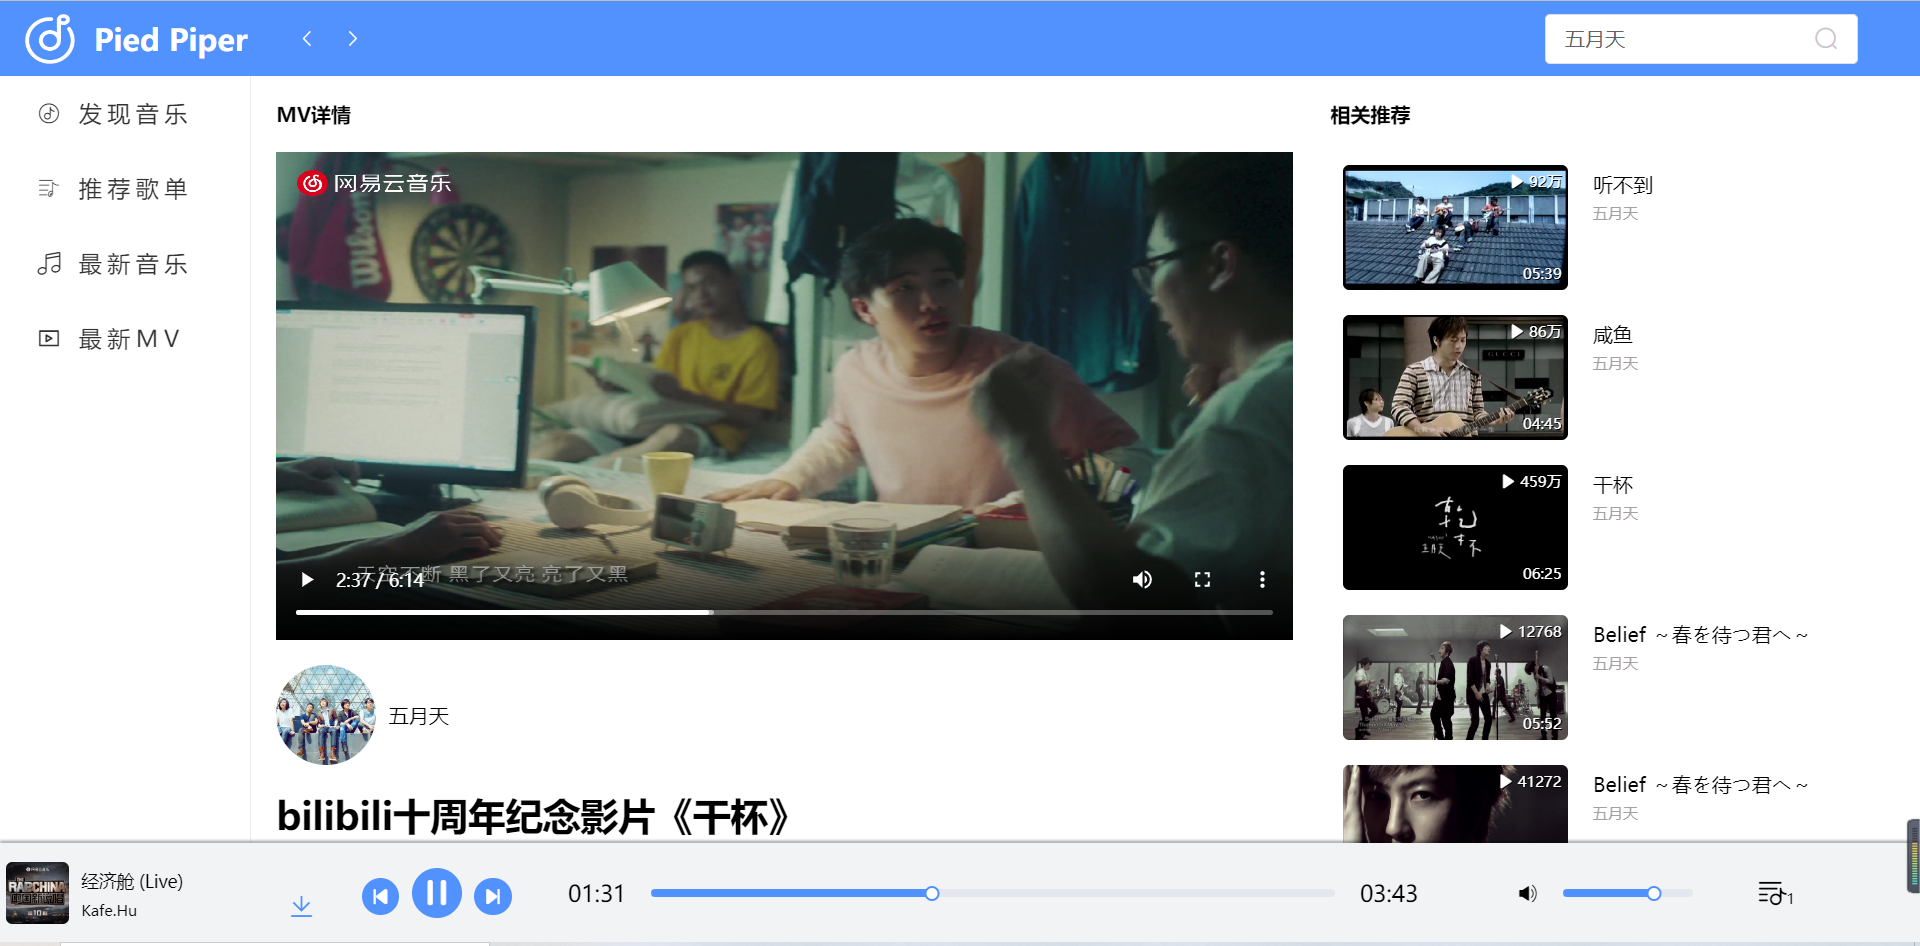 Pied Piper
五月天
发现音乐
推荐歌单
最新音乐
最新MV
MV详情
网易云音乐
Wilson
天空不断 黑了又亮 亮了又黑
2:37 / 6:14
五月天
bilibili十周年纪念影片《干杯》
相关推荐
92万
05:39
听不到
五月天
GUCCI
86万
04:45
咸鱼
五月天
459万
乾杯
06:25
干杯
五月天
12768
05:52
Belief ～春を待つ君へ～
五月天
41272
Belief ～春を待つ君へ～
五月天
RAPCHINA
经济舱 (Live)
Kafe.Hu
01:31
03:43
1